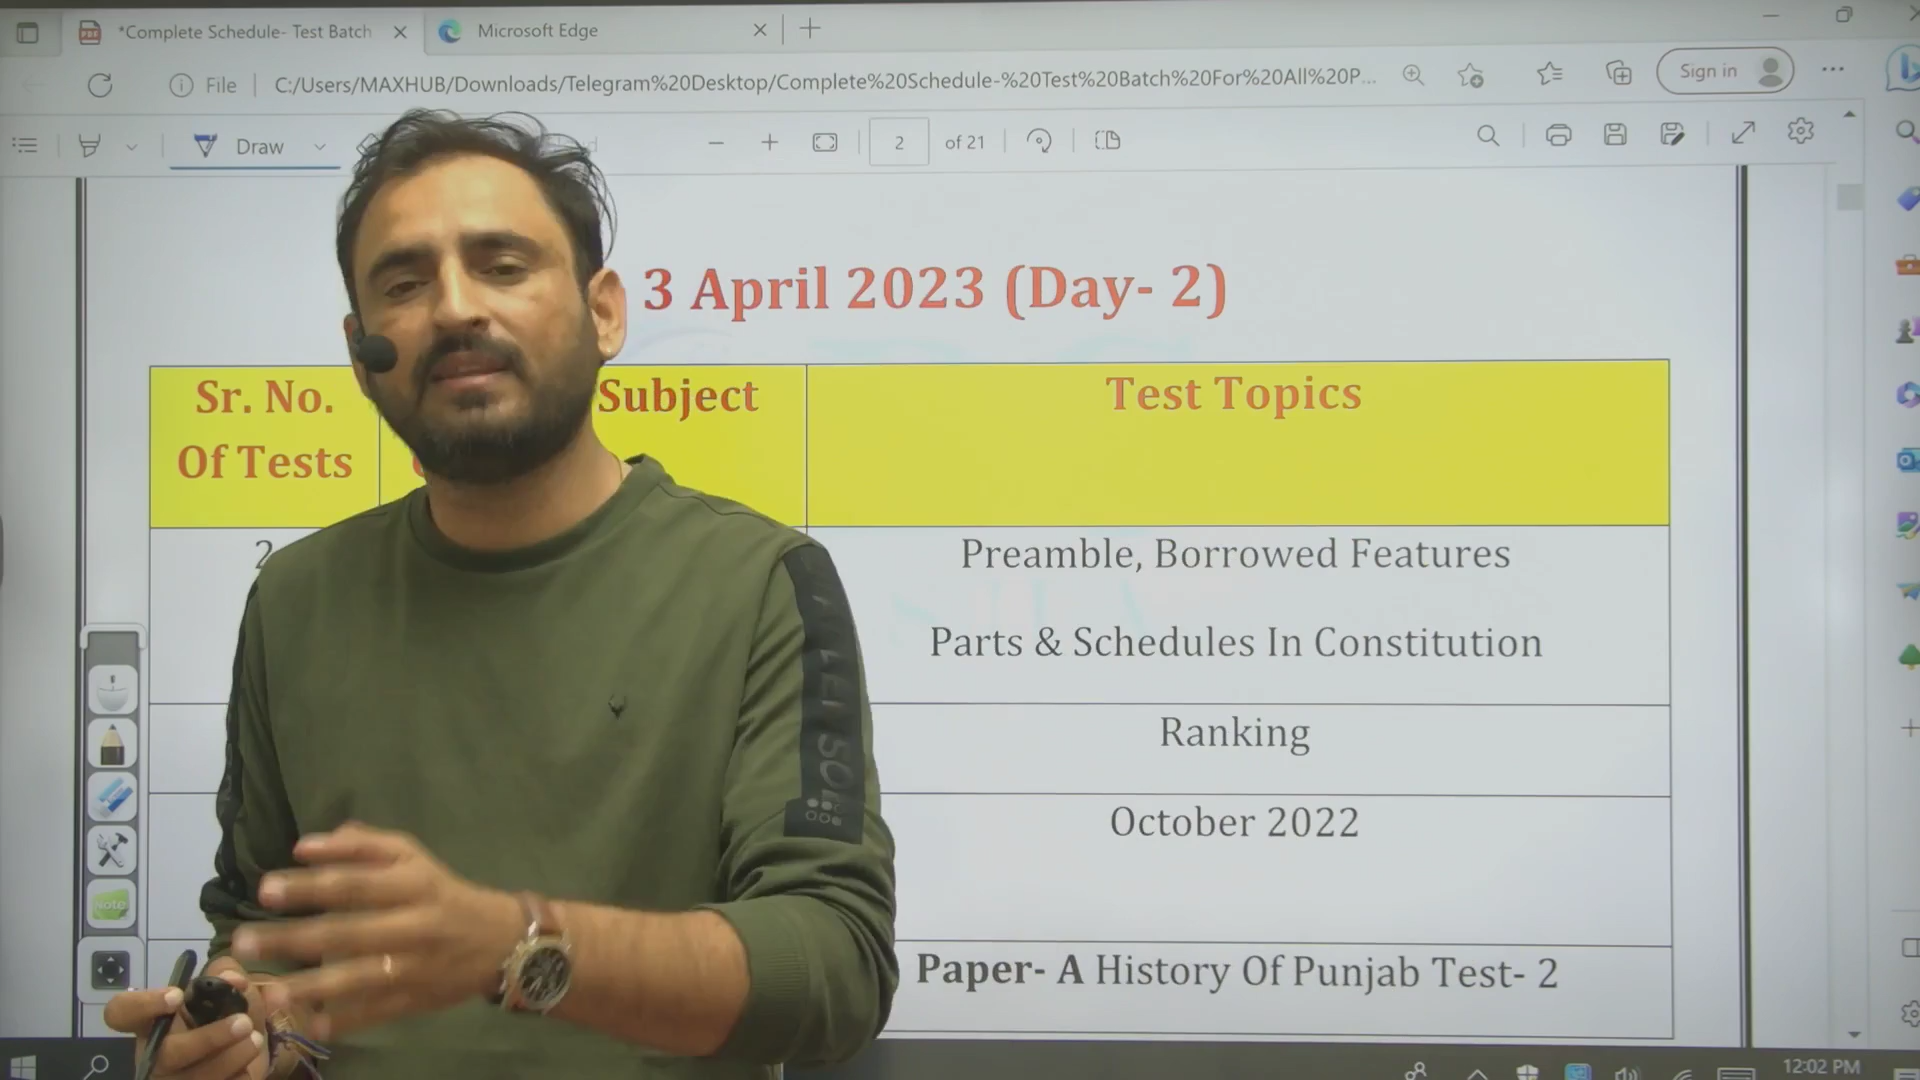 *Complete Schedule- Test Batch
Microsoft Edge
File
C:/Users/MAXHUB/Downloads/Telegram%20Desktop/Complete%20Schedule-%20Test%20Batch%20For%20All%20P...
Sign in
Draw
2
of 21
3 April 2023 (Day- 2)
Sr. No.
Of Tests
Subject
Test Topics
2
Preamble, Borrowed Features
Parts & Schedules In Constitution
Ranking
October 2022
Paper- A History Of Punjab Test- 2
Note
12:02 PM